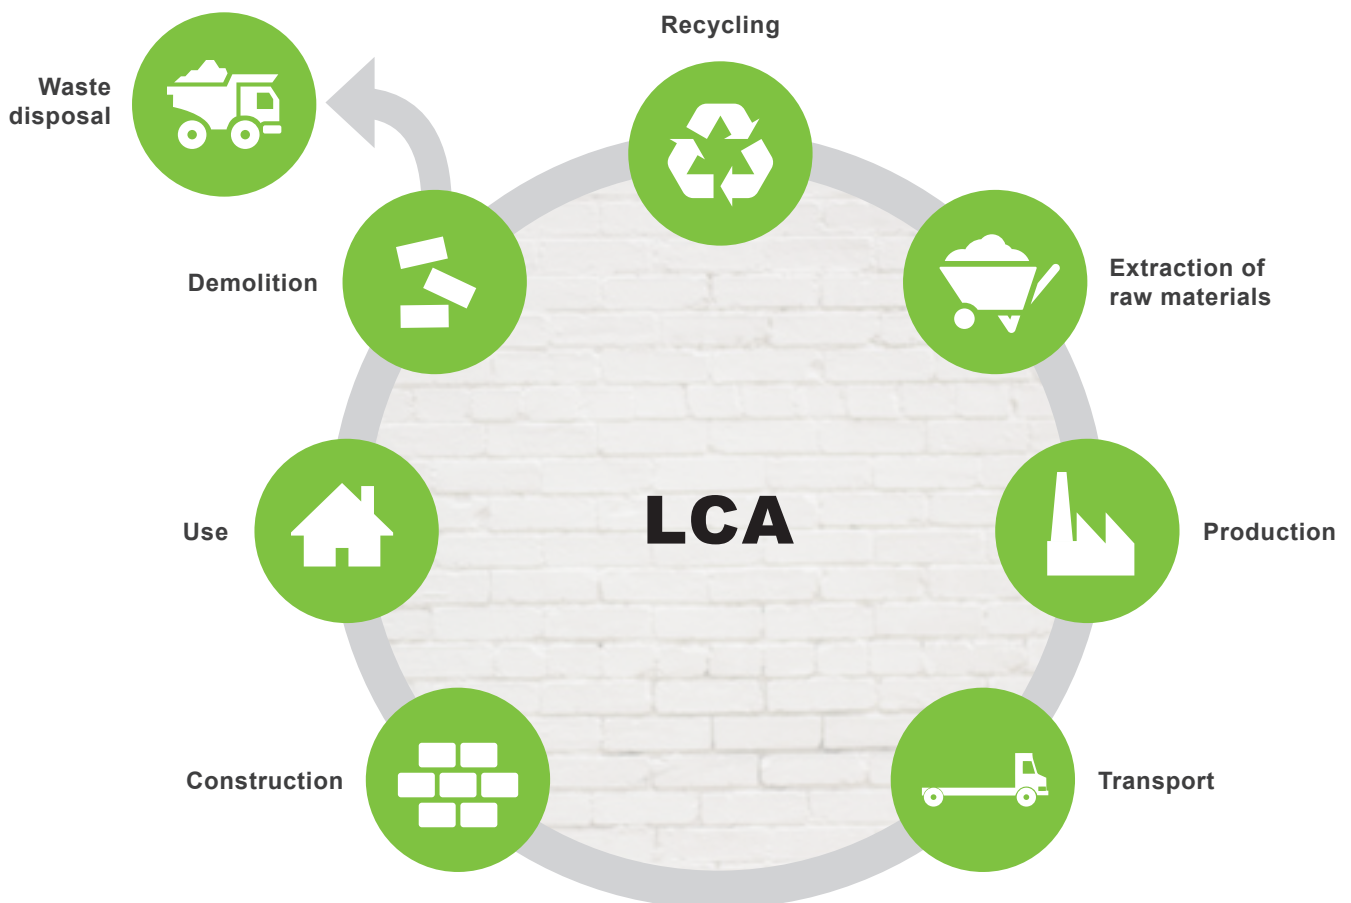 Recycling
Waste
disposal
Demolition
Extraction of
raw materials
Use
LCA
Production
Construction
Transport